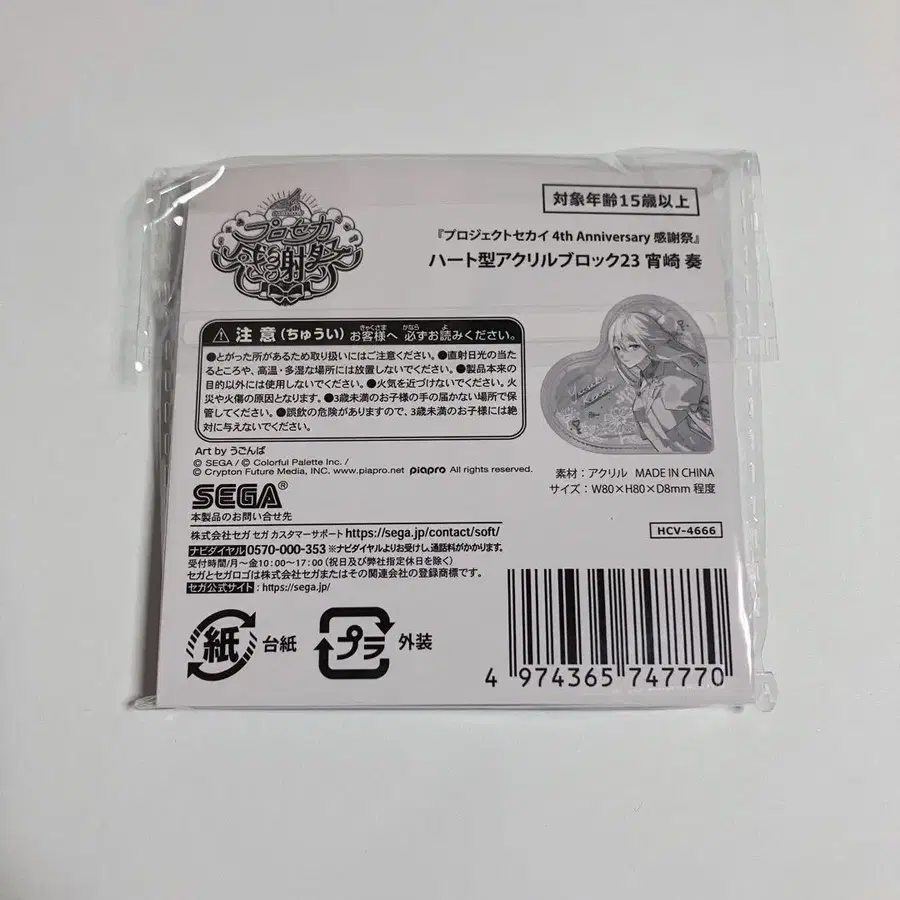 プロセカ
感謝祭
対象年齢15歳以上
『プロジェクトセカイ 4th Anniversary 感謝祭』
ハート型アクリルブロック23 宵崎 奏
注意(ちゅうい) お客様へ 必ずお読みください。
きゃくさま かなら よ
●とがった所があるため取り扱いにはご注意ください。●直射日光の当た
るところや、高温・多湿な場所には放置しないでください。●製品本来の
目的以外には使用しないでください。●火気を近づけないでください。火
災や火傷の原因となります。●3歳未満のお子様の手の届かない場所で保
管してください。●誤飲の危険がありますので、3歳未満のお子様には絶
対に与えないでください。
Art by うごんば
© SEGA / © Colorful Palette Inc. /
© Crypton Future Media, INC. www.piapro.net piapro All rights reserved.
SEGA®
本製品のお問い合せ先
株式会社セガ セガ カスタマーサポート https://sega.jp/contact/soft/
ナビダイヤル 0570-000-353 ※ナビダイヤルよりお受けし、通話料がかかります。
受付時間/月〜金10:00〜17:00(祝日及び弊社指定休日を除く)
セガとセガロゴは株式会社セガまたはその関連会社の登録商標です。
セガ公式サイト : https://sega.jp/
素材:アクリル MADE IN CHINA
サイズ:W80×H80×D8mm 程度
HCV-4666
紙 台紙
プラ 外装
4 974365 747770